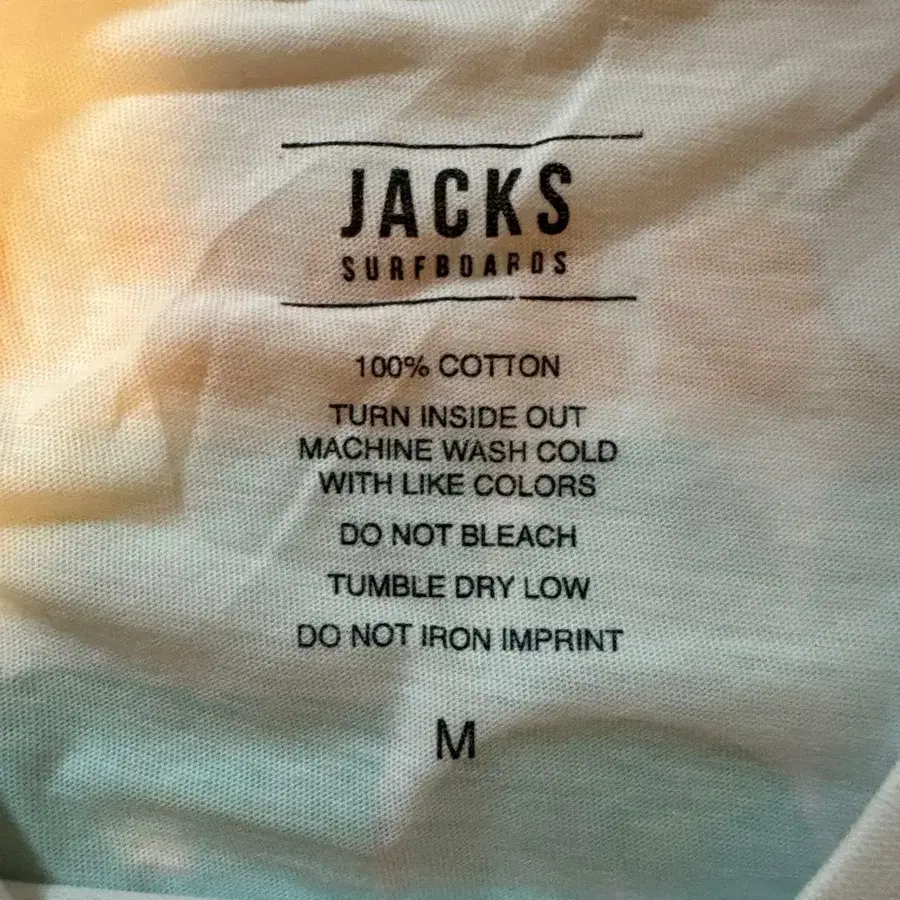 JACKS
SURFBOARDS
100% COTTON
TURN INSIDE OUT
MACHINE WASH COLD
WITH LIKE COLORS
DO NOT BLEACH
TUMBLE DRY LOW
DO NOT IRON IMPRINT
M